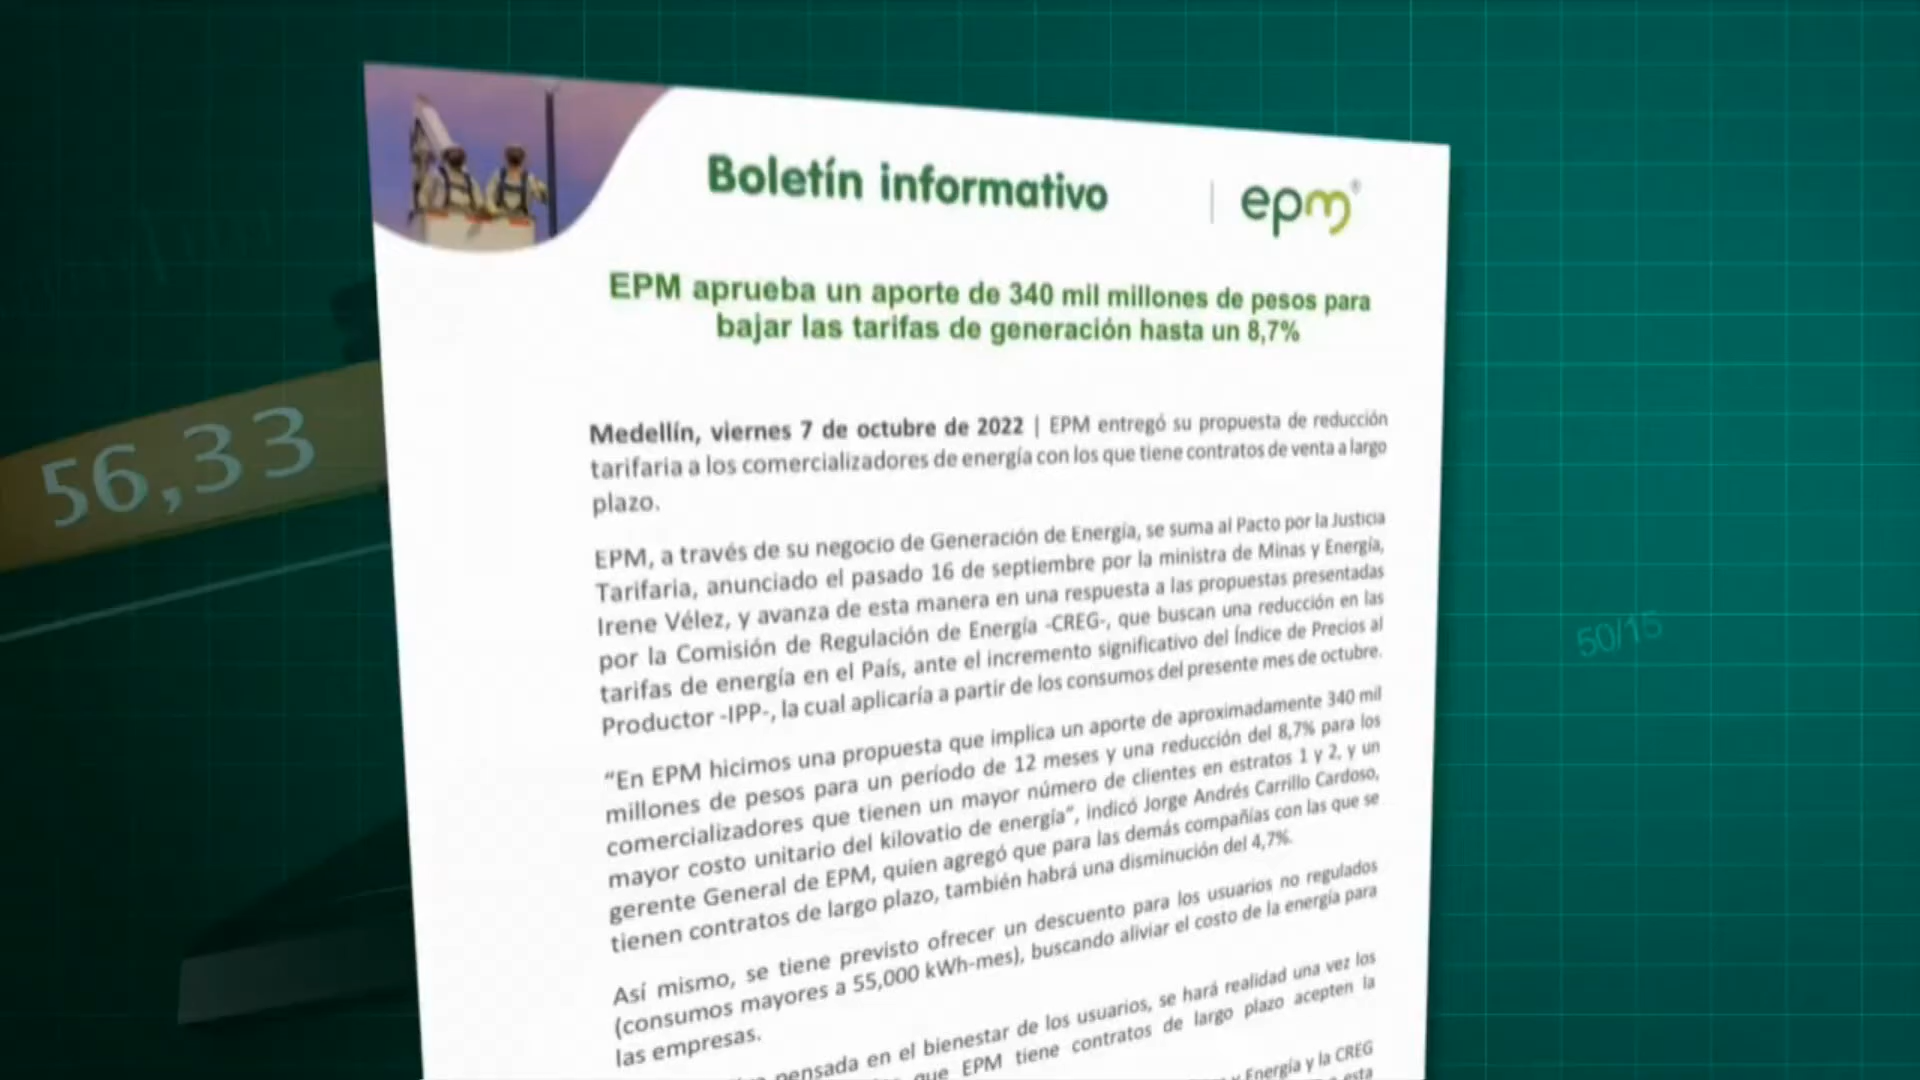 Boletín informativo
epm®
EPM aprueba un aporte de 340 mil millones de pesos para
bajar las tarifas de generación hasta un 8,7%
Medellín, viernes 7 de octubre de 2022 | EPM entregó su propuesta de reducción
tarifaria a los comercializadores de energía con los que tiene contratos de venta a largo
plazo.
EPM, a través de su negocio de Generación de Energía, se suma al Pacto por la Justicia
Tarifaria, anunciado el pasado 16 de septiembre por la ministra de Minas y Energía,
Irene Vélez, y avanza de esta manera en una respuesta a las propuestas presentadas
por la Comisión de Regulación de Energía -CREG-, que buscan una reducción en las
tarifas de energía en el País, ante el incremento significativo del Índice de Precios al
Productor -IPP-, la cual aplicaría a partir de los consumos del presente mes de octubre.
“En EPM hicimos una propuesta que implica un aporte de aproximadamente 340 mil
millones de pesos para un período de 12 meses y una reducción del 8,7% para los
comercializadores que tienen un mayor número de clientes en estratos 1 y 2, y un
mayor costo unitario del kilovatio de energía”, indicó Jorge Andrés Carrillo Cardoso,
gerente General de EPM, quien agregó que para las demás compañías con las que se
tienen contratos de largo plazo, también habrá una disminución del 4,7%.
Así mismo, se tiene previsto ofrecer un descuento para los usuarios no regulados
(consumos mayores a 55,000 kWh-mes), buscando aliviar el costo de la energía para
las empresas.
pensada en el bienestar de los usuarios, se hará realidad una vez los
que EPM tiene contratos de largo plazo acepten la
y Energía y la CREG
esta
56,33
50/15